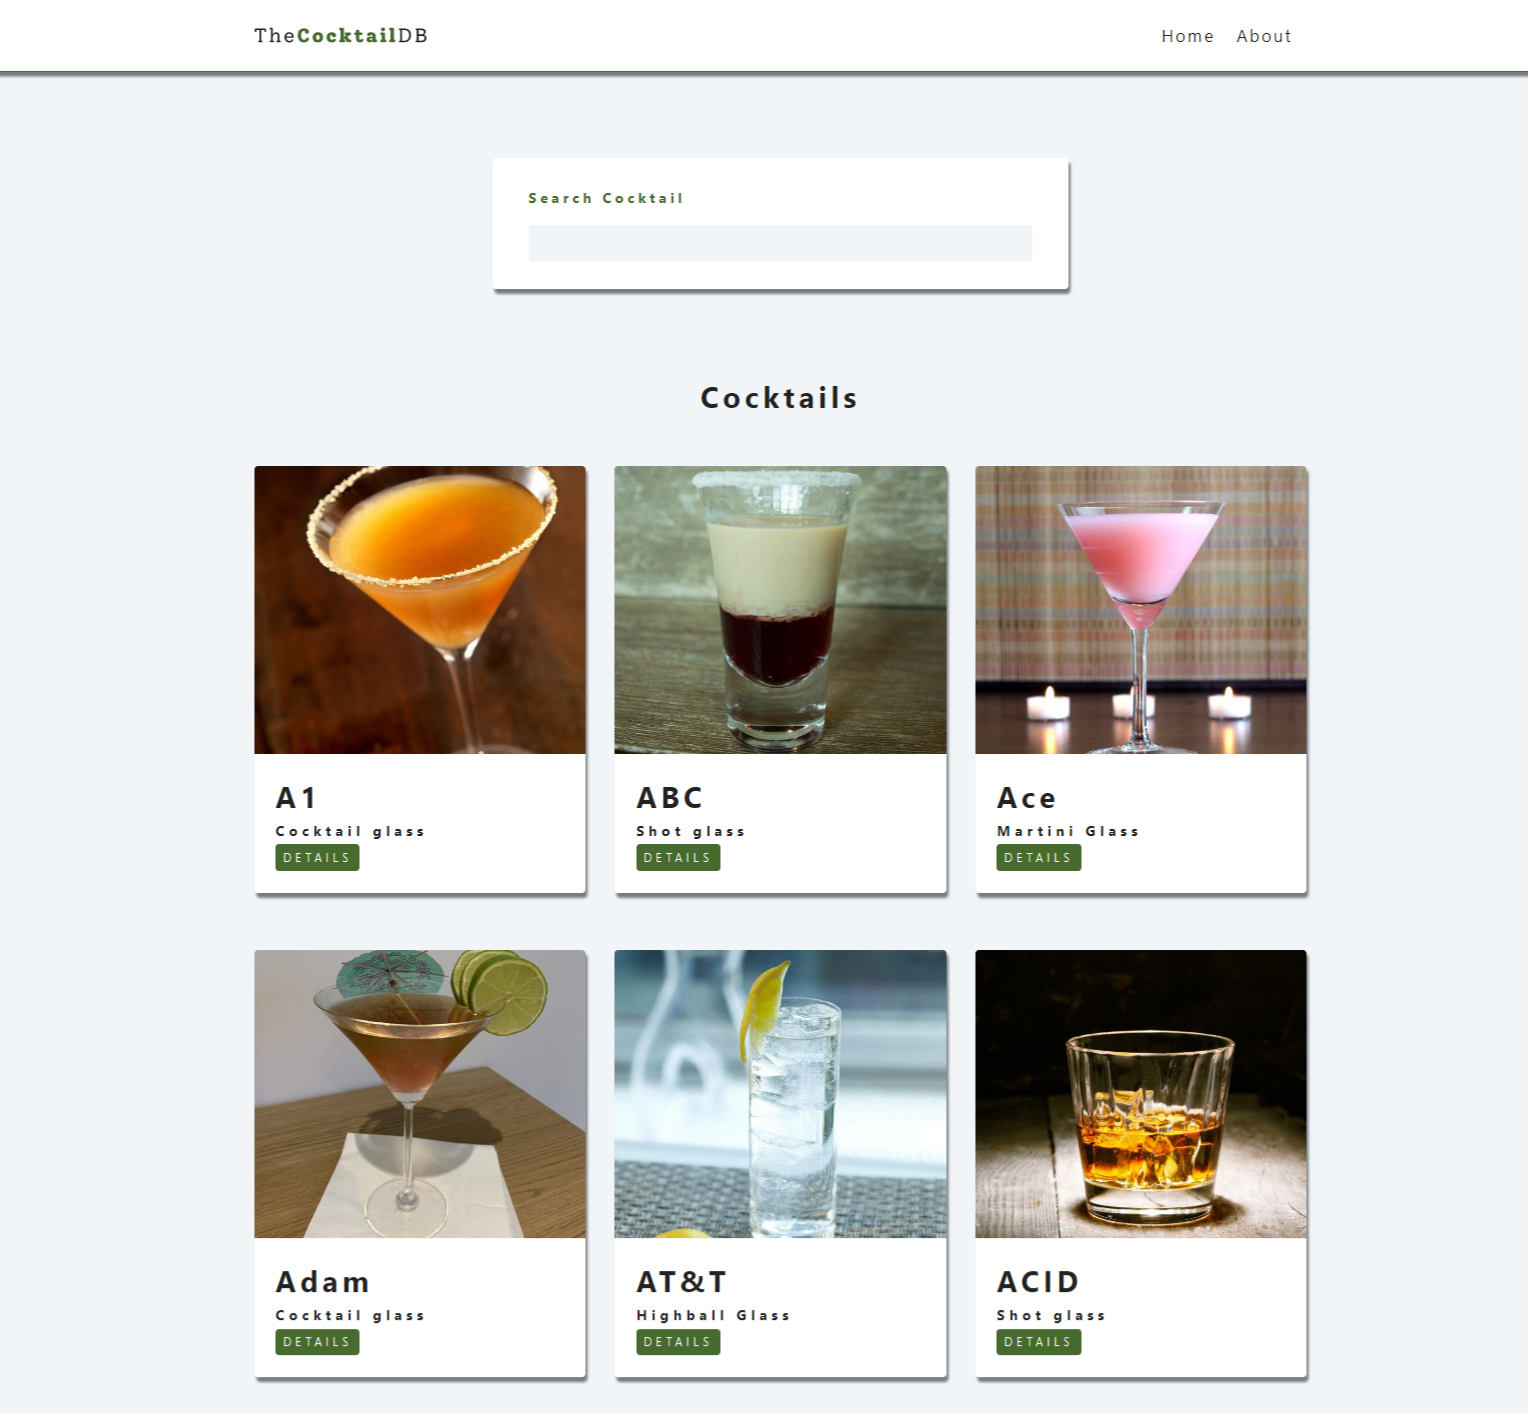 TheCocktailDB
Home About
Search Cocktail
Cocktails
A1
Cocktail glass
DETAILS
ABC
Shot glass
DETAILS
Ace
Martini Glass
DETAILS
Adam
Cocktail glass
DETAILS
AT&T
Highball Glass
DETAILS
ACID
Shot glass
DETAILS